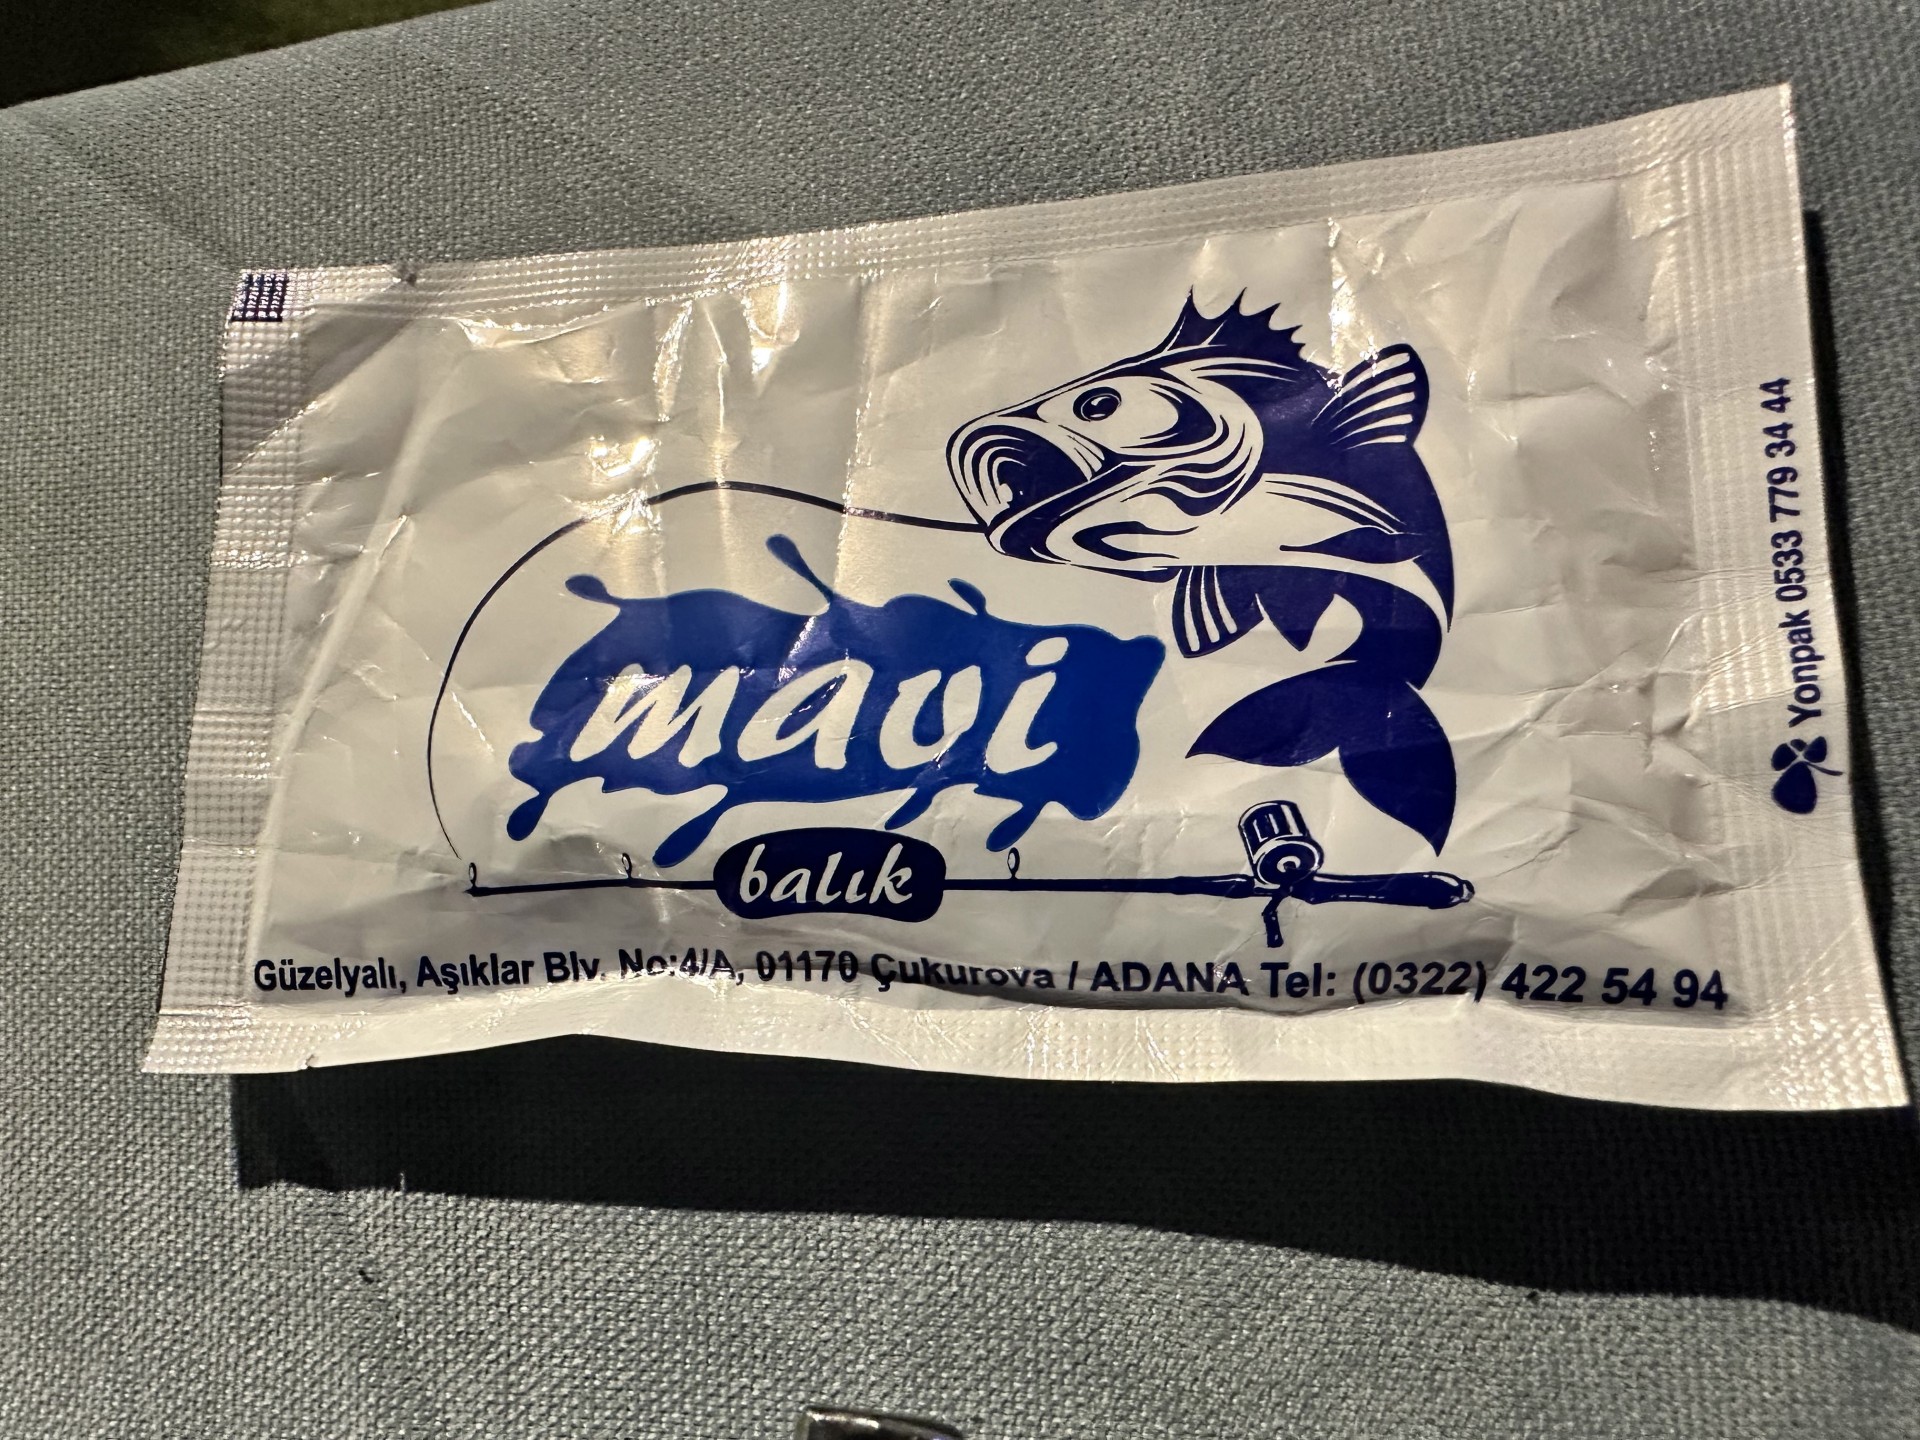 mavi
balık
Güzelyalı, Aşıklar Blv. No:4/A, 01170 Çukurova / ADANA Tel: (0322) 422 54 94
Yonpak 0533 779 34 44